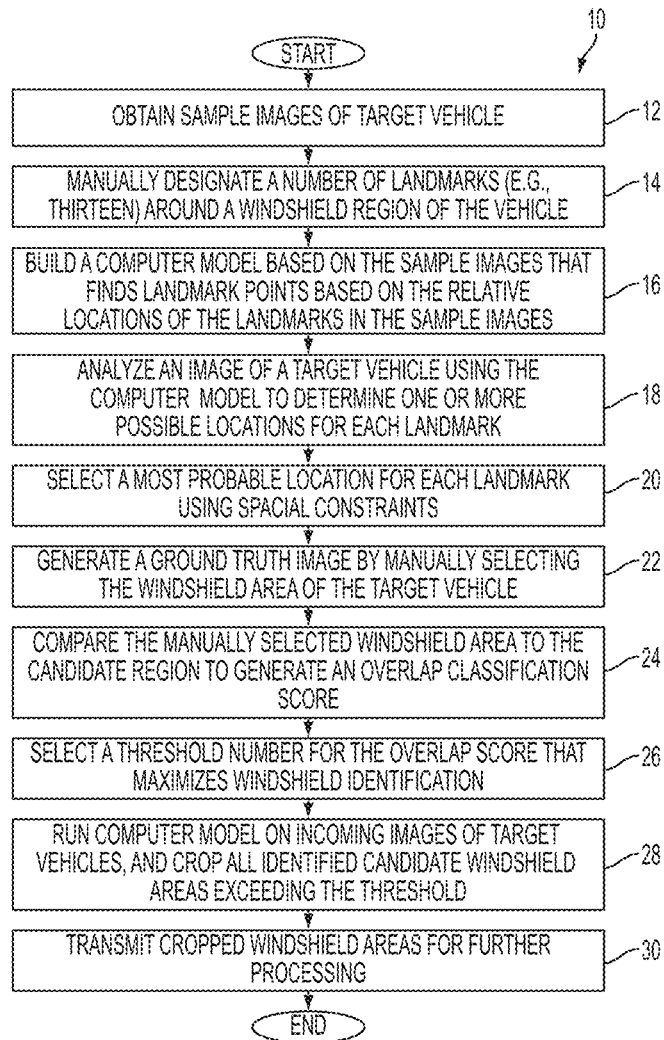 10
START
OBTAIN SAMPLE IMAGES OF TARGET VEHICLE
12
MANUALLY DESIGNATE A NUMBER OF LANDMARKS (E.G.,
THIRTEEN) AROUND A WINDSHIELD REGION OF THE VEHICLE
14
BUILD A COMPUTER MODEL BASED ON THE SAMPLE IMAGES THAT
FINDS LANDMARK POINTS BASED ON THE RELATIVE
LOCATIONS OF THE LANDMARKS IN THE SAMPLE IMAGES
16
ANALYZE AN IMAGE OF A TARGET VEHICLE USING THE
COMPUTER MODEL TO DETERMINE ONE OR MORE
POSSIBLE LOCATIONS FOR EACH LANDMARK
18
SELECT A MOST PROBABLE LOCATION FOR EACH LANDMARK
USING SPACIAL CONSTRAINTS
20
GENERATE A GROUND TRUTH IMAGE BY MANUALLY SELECTING
THE WINDSHIELD AREA OF THE TARGET VEHICLE
22
COMPARE THE MANUALLY SELECTED WINDSHIELD AREA TO THE
CANDIDATE REGION TO GENERATE AN OVERLAP CLASSIFICATION
SCORE
24
SELECT A THRESHOLD NUMBER FOR THE OVERLAP SCORE THAT
MAXIMIZES WINDSHIELD IDENTIFICATION
26
RUN COMPUTER MODEL ON INCOMING IMAGES OF TARGET
VEHICLES, AND CROP ALL IDENTIFIED CANDIDATE WINDSHIELD
AREAS EXCEEDING THE THRESHOLD
28
TRANSMIT CROPPED WINDSHIELD AREAS FOR FURTHER
PROCESSING
30
END